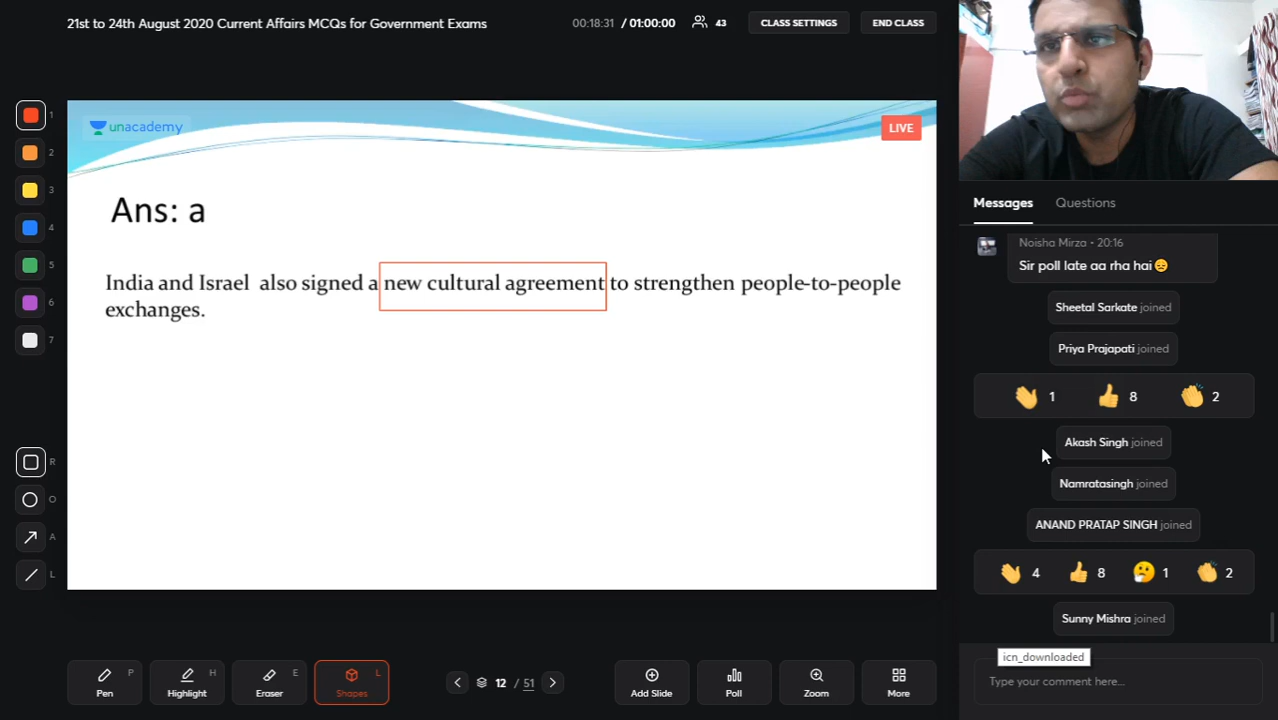 21st to 24th August 2020 Current Affairs MCQs for Government Exams
00:18:31 / 01:00:00
43
CLASS SETTINGS
END CLASS
unacademy
LIVE
Ans: a
India and Israel also signed a new cultural agreement to strengthen people-to-people
exchanges.
1
2
3
4
5
6
7
R
O
A
L
Pen P
Highlight H
Eraser E
Shapes L
12 / 51
Add Slide
Poll
Zoom
More
Messages
Questions
Noisha Mirza • 20:16
Sir poll late aa rha hai😞
Sheetal Sarkate joined
Priya Prajapati joined
👋 1 👍 8 👏 2
Akash Singh joined
Namratasingh joined
ANAND PRATAP SINGH joined
👋 4 👍 8 🤔 1 👏 2
Sunny Mishra joined
icn_downloaded
Type your comment here...